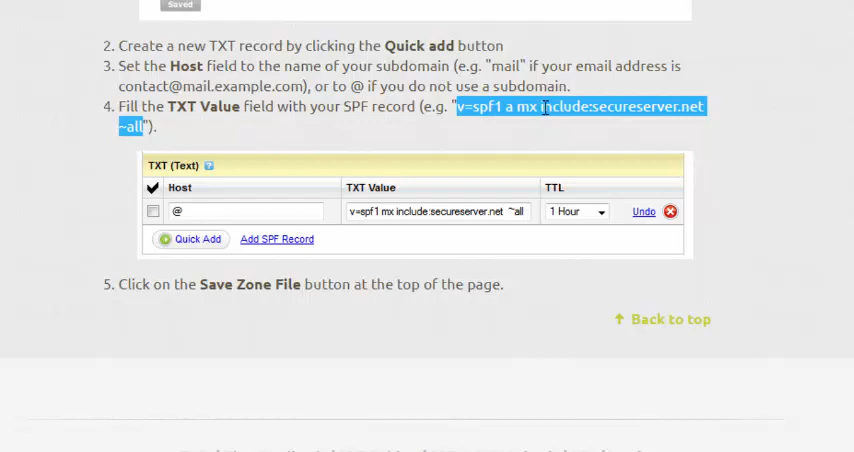 Saved
2. Create a new TXT record by clicking the Quick add button
3. Set the Host field to the name of your subdomain (e.g. "mail" if your email address is
contact@mail.example.com), or to @ if you do not use a subdomain.
4. Fill the TXT Value field with your SPF record (e.g. "v=spf1 a mx include:secureserver.net
~all").
TXT (Text) ?
Host TXT Value TTL
@ v=spf1 mx include:secureserver.net ~all 1 Hour Undo
Quick Add Add SPF Record
5. Click on the Save Zone File button at the top of the page.
↑ Back to top